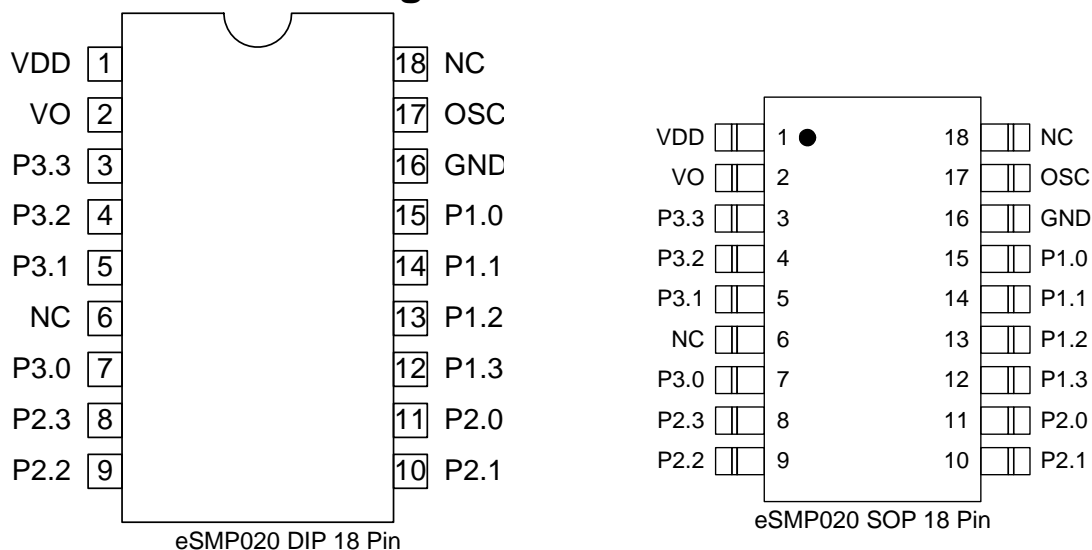 VDD 1 18 NC
VO 2 17 OSC
P3.3 3 16 GND
P3.2 4 15 P1.0
P3.1 5 14 P1.1
NC 6 13 P1.2
P3.0 7 12 P1.3
P2.3 8 11 P2.0
P2.2 9 10 P2.1
eSMP020 DIP 18 Pin
VDD 1 18 NC
VO 2 17 OSC
P3.3 3 16 GND
P3.2 4 15 P1.0
P3.1 5 14 P1.1
NC 6 13 P1.2
P3.0 7 12 P1.3
P2.3 8 11 P2.0
P2.2 9 10 P2.1
eSMP020 SOP 18 Pin